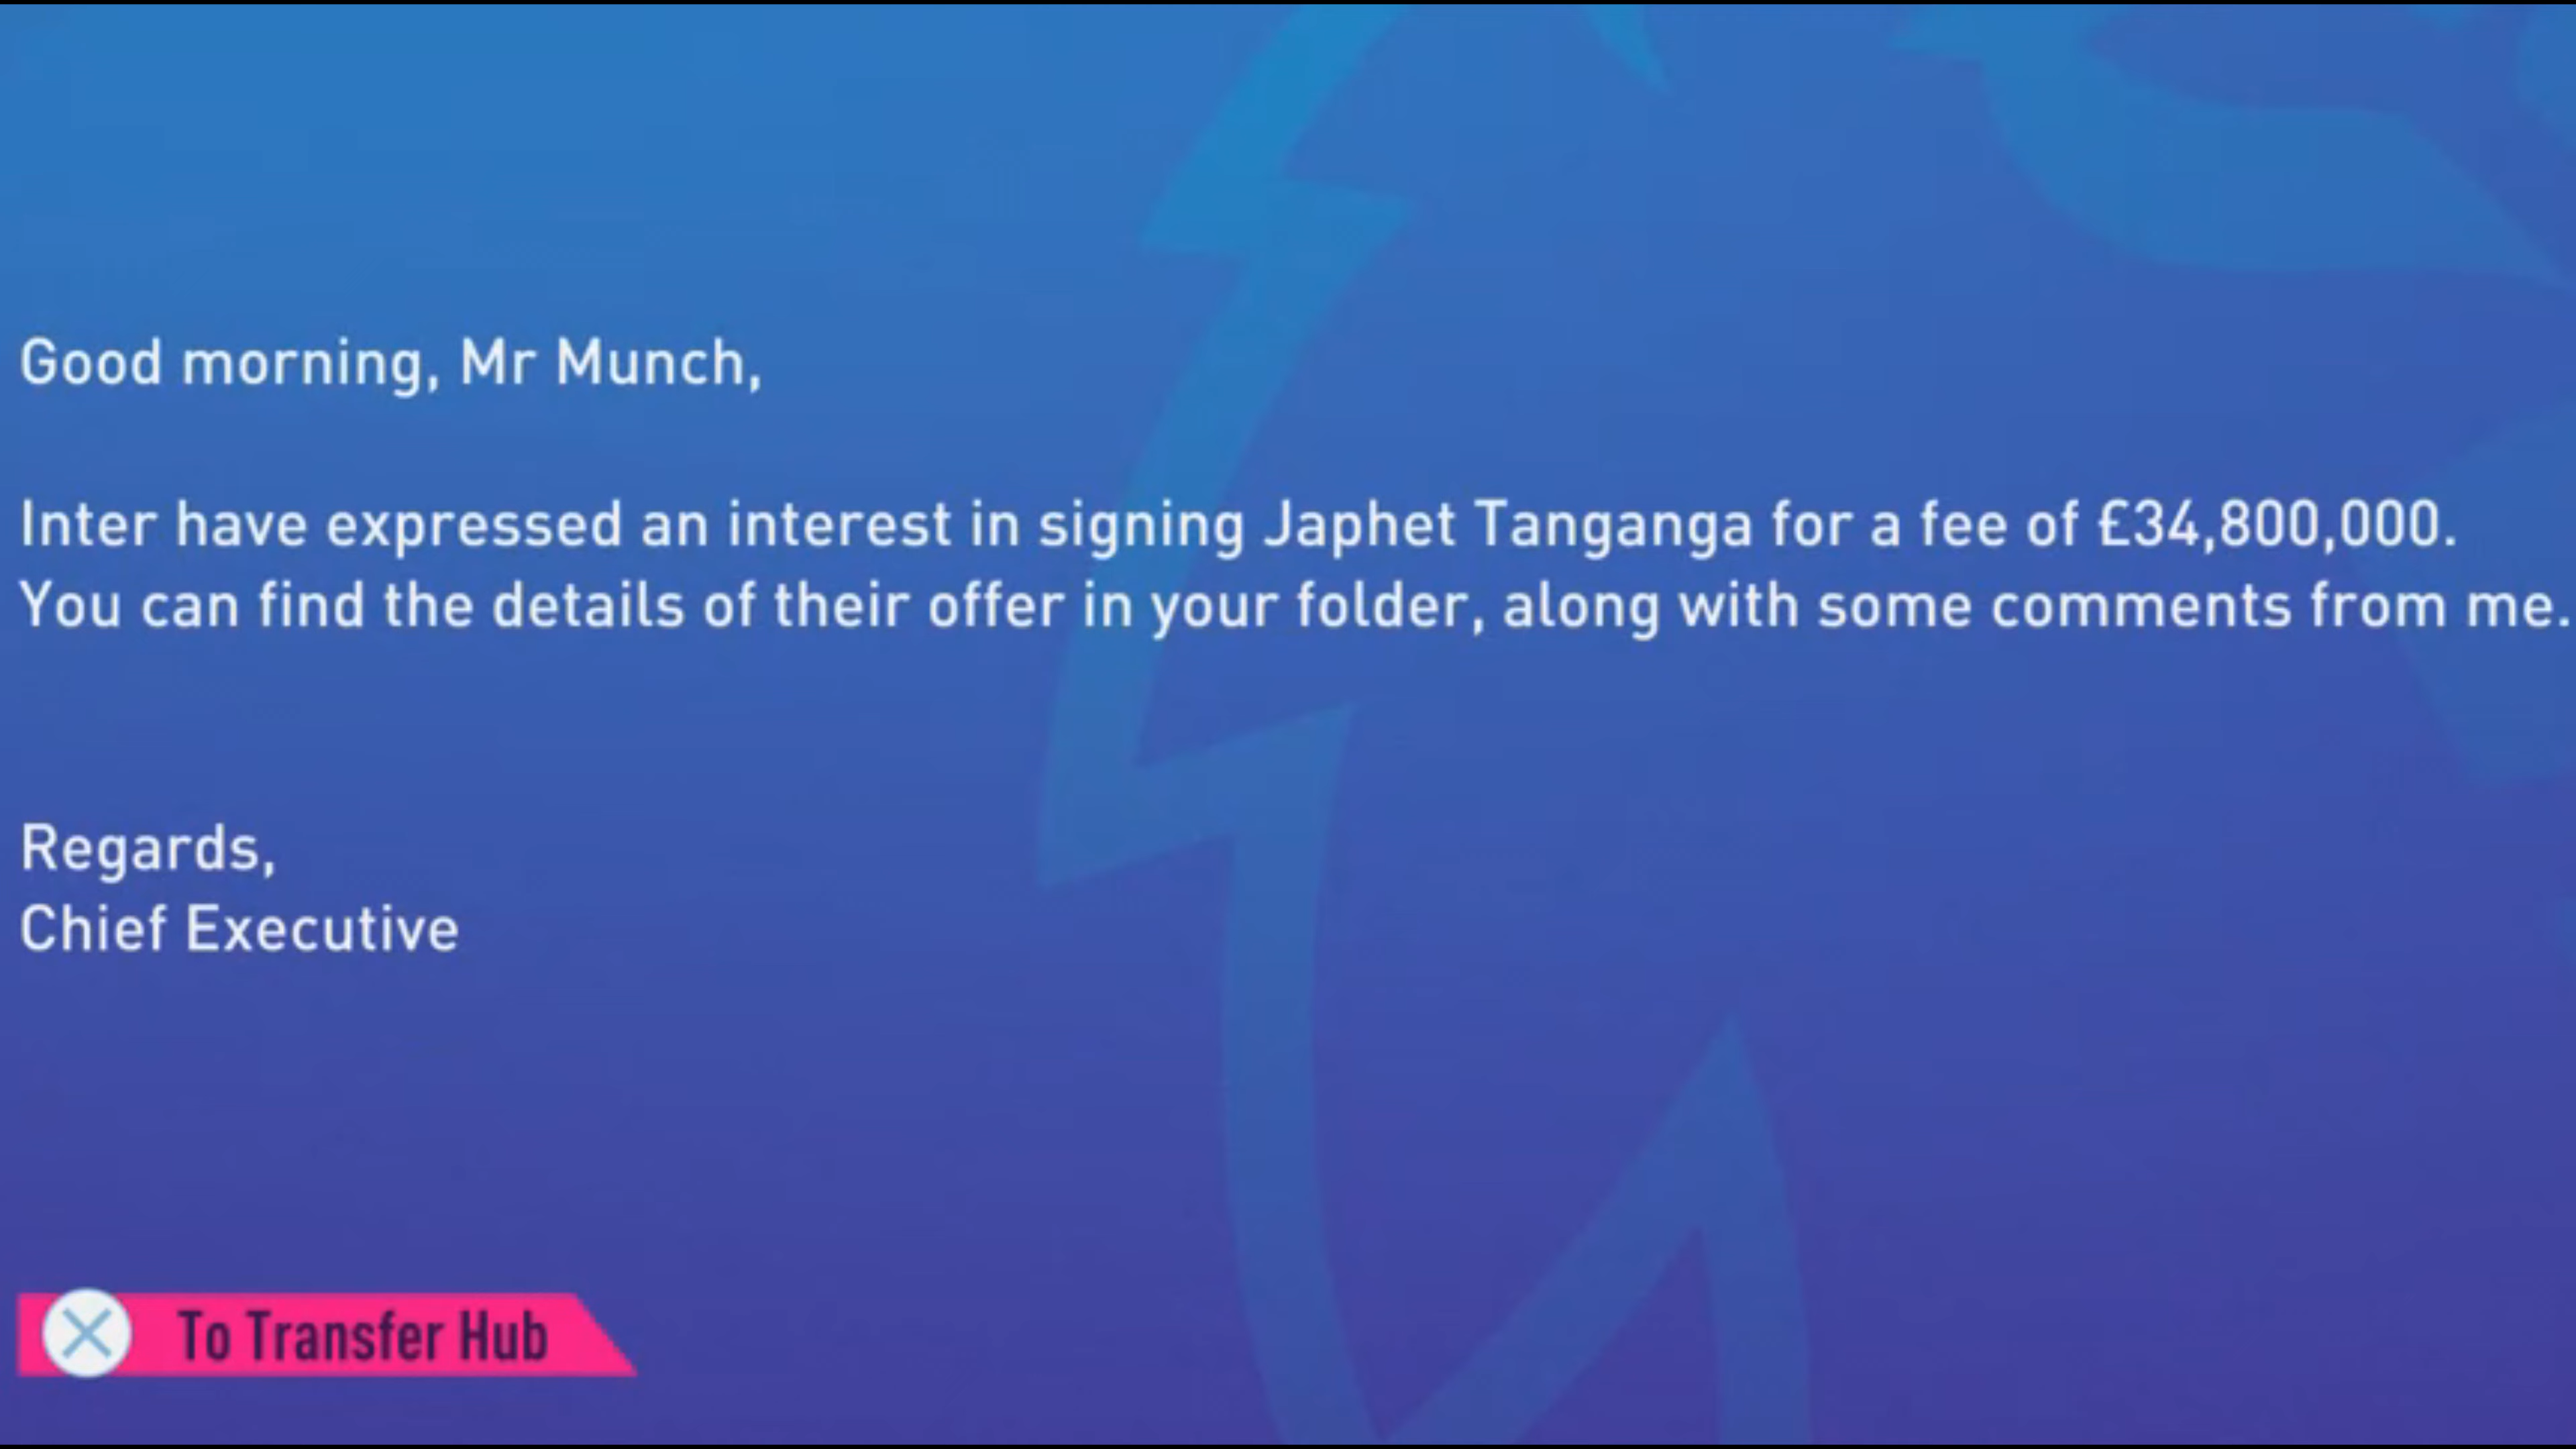 Good morning, Mr Munch,
Inter have expressed an interest in signing Japhet Tanganga for a fee of £34,800,000.
You can find the details of their offer in your folder, along with some comments from me.
Regards,
Chief Executive
To Transfer Hub